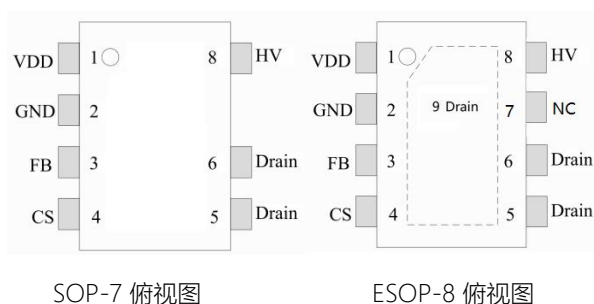 VDD 1 8 HV
GND 2
FB 3 6 Drain
CS 4 5 Drain
SOP-7 俯视图
VDD 1 8 HV
GND 2 9 Drain 7 NC
FB 3 6 Drain
CS 4 5 Drain
ESOP-8 俯视图